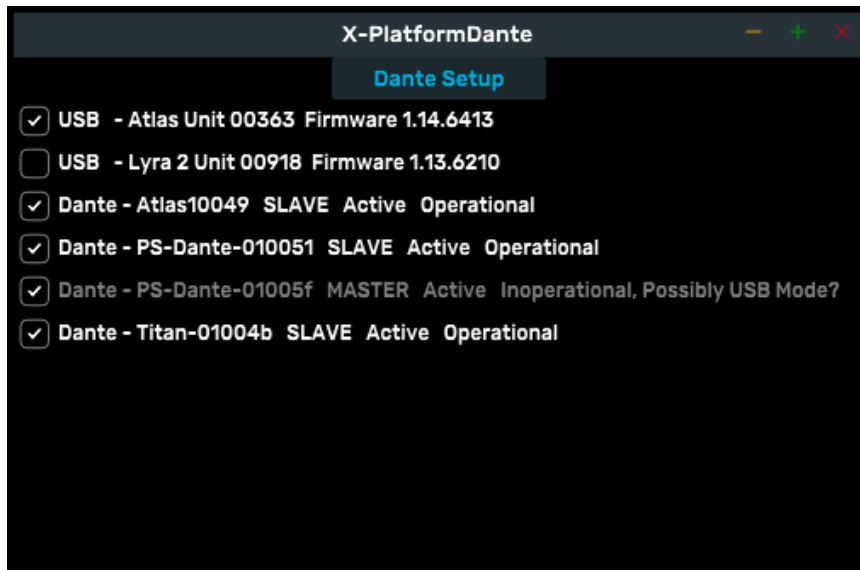 X-PlatformDante
Dante Setup
USB - Atlas Unit 00363 Firmware 1.14.6413
USB - Lyra 2 Unit 00918 Firmware 1.13.6210
Dante - Atlas10049 SLAVE Active Operational
Dante - PS-Dante-010051 SLAVE Active Operational
Dante - PS-Dante-01005f MASTER Active Inoperational, Possibly USB Mode?
Dante - Titan-01004b SLAVE Active Operational